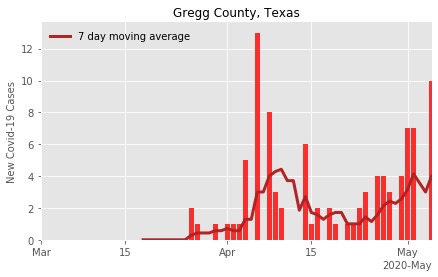 Gregg County, Texas
7 day moving average
New Covid-19 Cases
12
10
8
6
4
2
0
Mar
15
Apr
15
May
2020-May